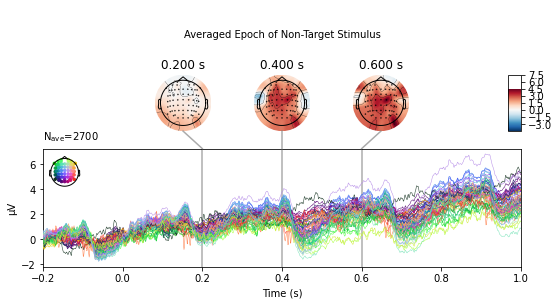 Averaged Epoch of Non-Target Stimulus
0.200 s
0.400 s
0.600 s
7.5
6.0
4.5
3.0
1.5
0.0
−1.5
−3.0
Nave=2700
6
4
2
0
−2
µV
−0.2
0.0
0.2
0.4
0.6
0.8
1.0
Time (s)